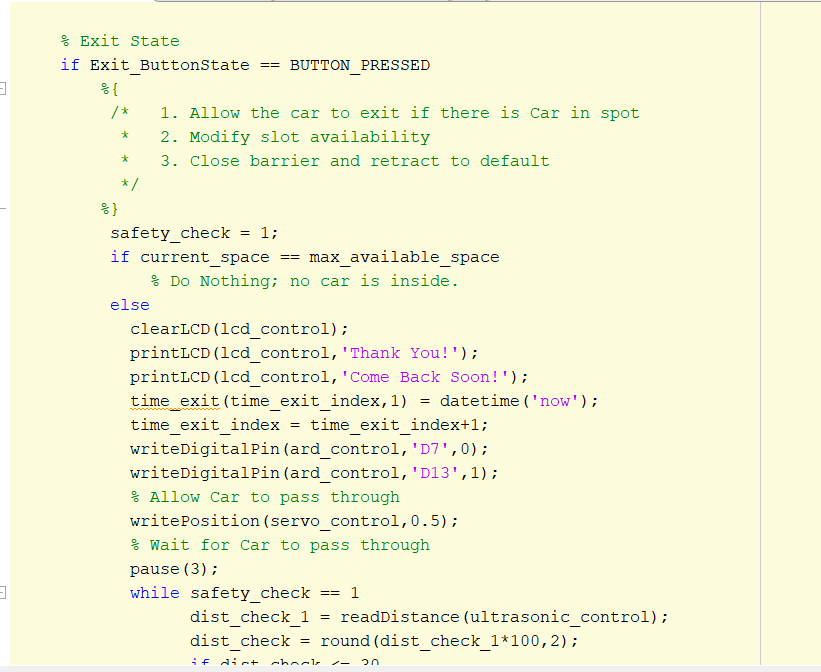 % Exit State
if Exit_ButtonState == BUTTON_PRESSED
%{
/*   1. Allow the car to exit if there is Car in spot
*   2. Modify slot availability
*   3. Close barrier and retract to default
*/
%}
safety_check = 1;
if current_space == max_available_space
% Do Nothing; no car is inside.
else
clearLCD(lcd_control);
printLCD(lcd_control,'Thank You!');
printLCD(lcd_control,'Come Back Soon!');
time_exit(time_exit_index,1) = datetime('now');
time_exit_index = time_exit_index+1;
writeDigitalPin(ard_control,'D7',0);
writeDigitalPin(ard_control,'D13',1);
% Allow Car to pass through
writePosition(servo_control,0.5);
% Wait for Car to pass through
pause(3);
while safety_check == 1
dist_check_1 = readDistance(ultrasonic_control);
dist_check = round(dist_check_1*100,2);
if dist_check <= 30